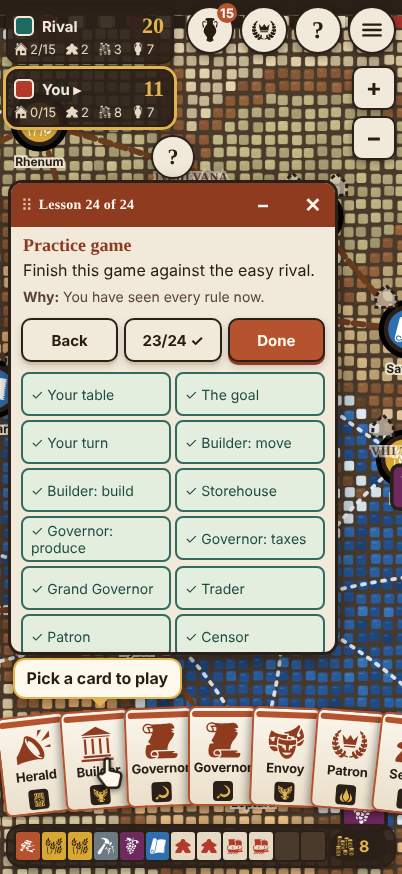 Rival 20
2/15 2 3 7
15
?
You ▸ 11
0/15 2 8 7
+
−
Rhenum
?
Lesson 24 of 24
Practice game
Finish this game against the easy rival.
Why: You have seen every rule now.
Back
23/24 ✓
Done
✓ Your table
✓ The goal
✓ Your turn
✓ Builder: move
✓ Builder: build
✓ Storehouse
✓ Governor:
produce
✓ Governor: taxes
✓ Grand Governor
✓ Trader
✓ Patron
✓ Censor
Pick a card to play
Herald
Builder
Governor
Governor
Envoy
Patron
8